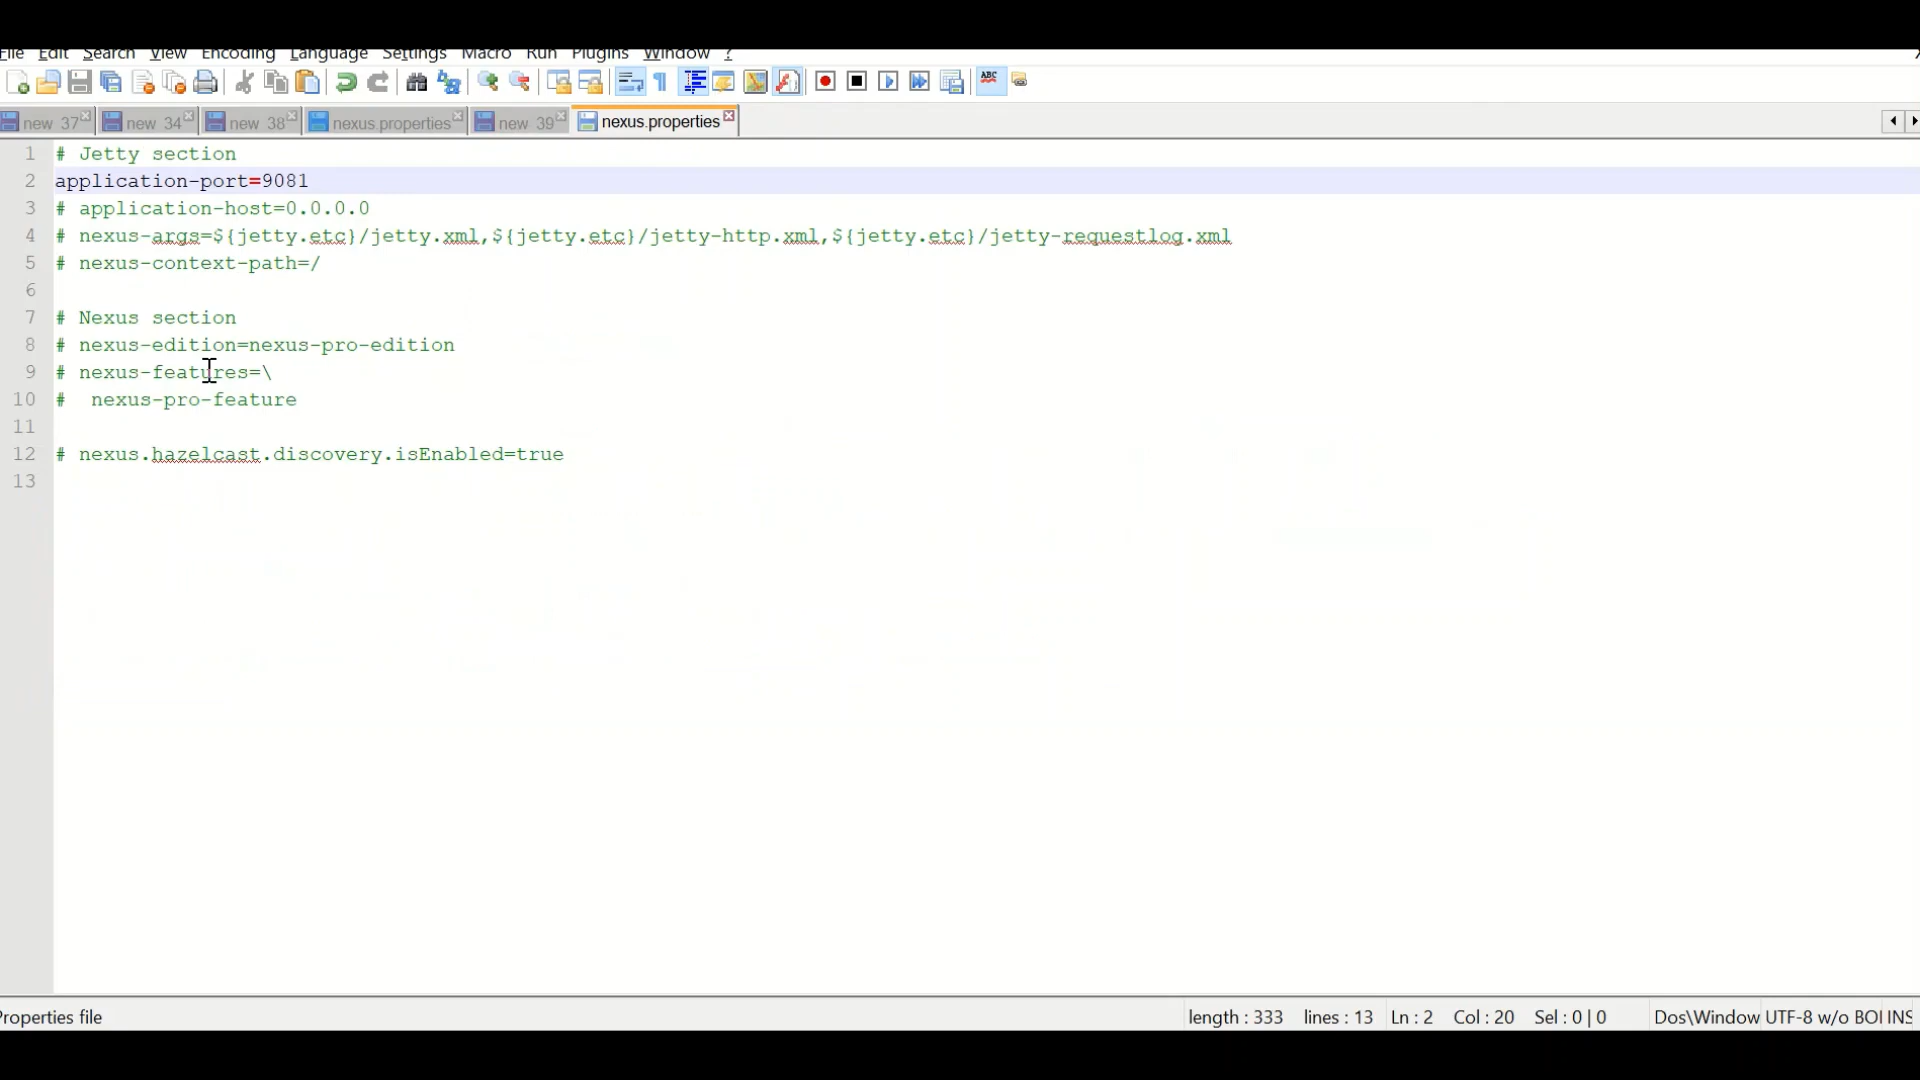 File Edit Search View Encoding Language Settings Macro Run Plugins Window ?
new 37 new 34 new 38 nexus.properties new 39 nexus.properties
1 # Jetty section
2 application-port=9081
3 # application-host=0.0.0.0
4 # nexus-args=${jetty.etc}/jetty.xml,${jetty.etc}/jetty-http.xml,${jetty.etc}/jetty-requestlog.xml
5 # nexus-context-path=/
6
7 # Nexus section
8 # nexus-edition=nexus-pro-edition
9 # nexus-features=\
10 #  nexus-pro-feature
11
12 # nexus.hazelcast.discovery.isEnabled=true
13
Properties file length : 333 lines : 13 Ln : 2 Col : 20 Sel : 0 | 0 Dos\Window UTF-8 w/o BOI INS